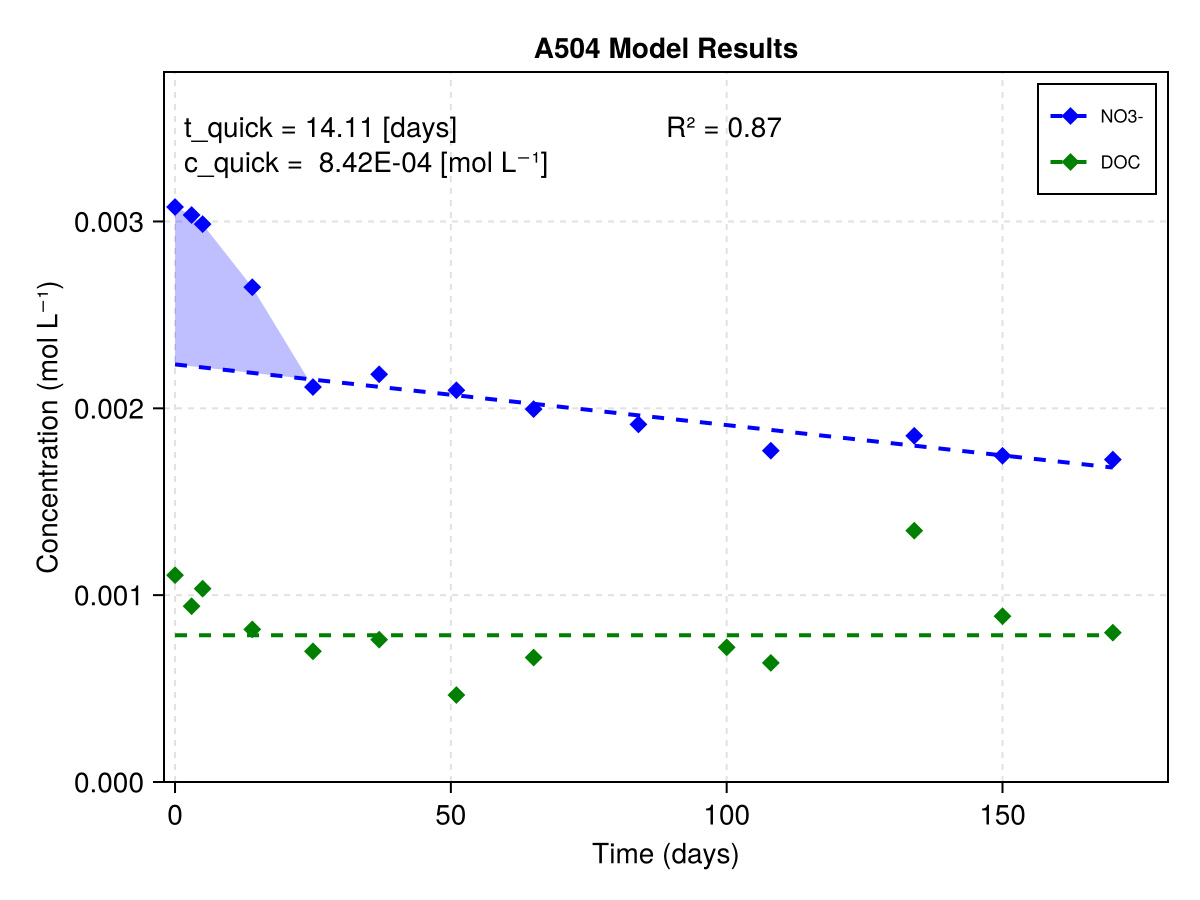 A504 Model Results
t_quick = 14.11 [days]
R² = 0.87
c_quick =  8.42E-04 [mol L⁻¹]
NO3-
DOC
Concentration (mol L⁻¹)
0.003
0.002
0.001
0.000
0
50
100
150
Time (days)